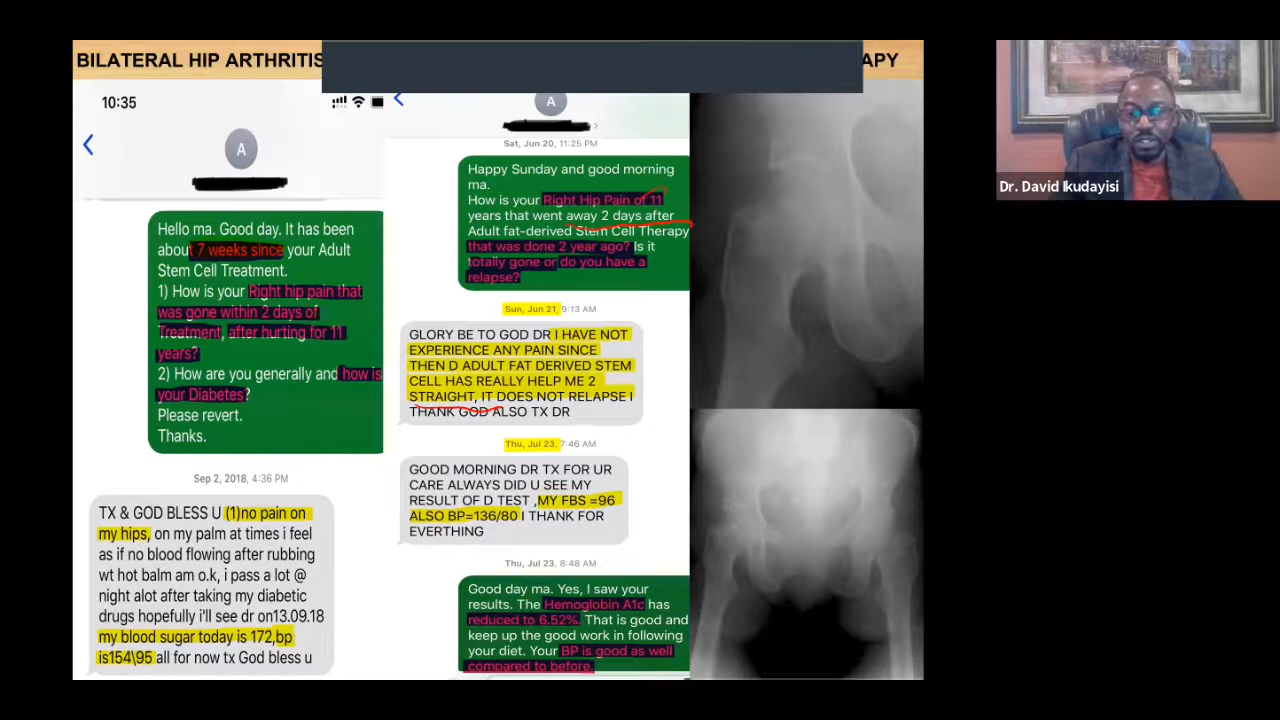 BILATERAL HIP ARTHRITIS
APY
10:35
A
Hello ma. Good day. It has been
about 7 weeks since your Adult
Stem Cell Treatment.
1) How is your Right hip pain that
was gone within 2 days of
Treatment, after hurting for 11
years?
2) How are you generally and how is
your Diabetes?
Please revert.
Thanks.
Sep 2, 2018, 4:36 PM
TX & GOD BLESS U (1)no pain on
my hips, on my palm at times i feel
as if no blood flowing after rubbing
wt hot balm am o.k, i pass a lot @
night alot after taking my diabetic
drugs hopefully i'll see dr on13.09.18
my blood sugar today is 172,bp
is154\95 all for now tx God bless u
A
Sat, Jun 20, 11:25 PM
Happy Sunday and good morning
ma.
How is your Right Hip Pain of 11
years that went away 2 days after
Adult fat-derived Stem Cell Therapy
that was done 2 year ago? Is it
totally gone or do you have a
relapse?
Sun, Jun 21, 9:13 AM
GLORY BE TO GOD DR I HAVE NOT
EXPERIENCE ANY PAIN SINCE
THEN D ADULT FAT DERIVED STEM
CELL HAS REALLY HELP ME 2
STRAIGHT, IT DOES NOT RELAPSE I
THANK GOD ALSO TX DR
Thu, Jul 23, 7:46 AM
GOOD MORNING DR TX FOR UR
CARE ALWAYS DID U SEE MY
RESULT OF D TEST ,MY FBS =96
ALSO BP=136/80 I THANK FOR
EVERTHING
Thu, Jul 23, 8:48 AM
Good day ma. Yes, I saw your
results. The Hemoglobin A1c has
reduced to 6.52%. That is good and
keep up the good work in following
your diet. Your BP is good as well
compared to before.
Dr. David Ikudayisi